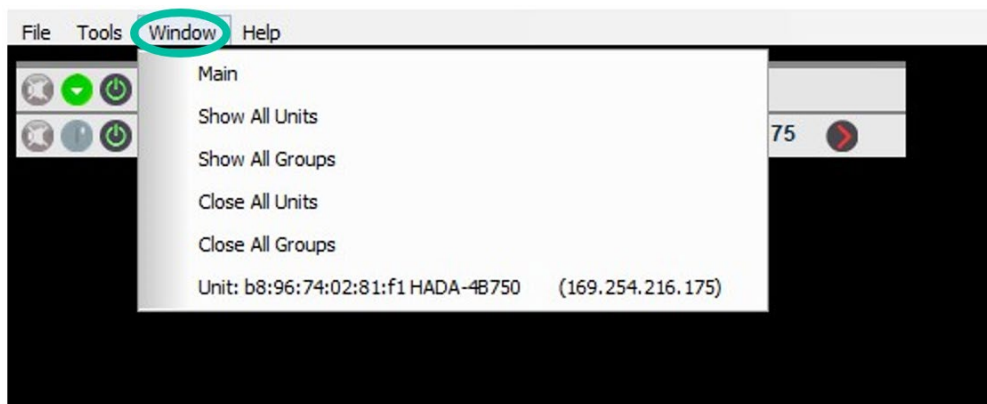 File Tools Window Help
Main
Show All Units
75
Show All Groups
Close All Units
Close All Groups
Unit: b8:96:74:02:81:f1 HADA-4B750 (169.254.216.175)